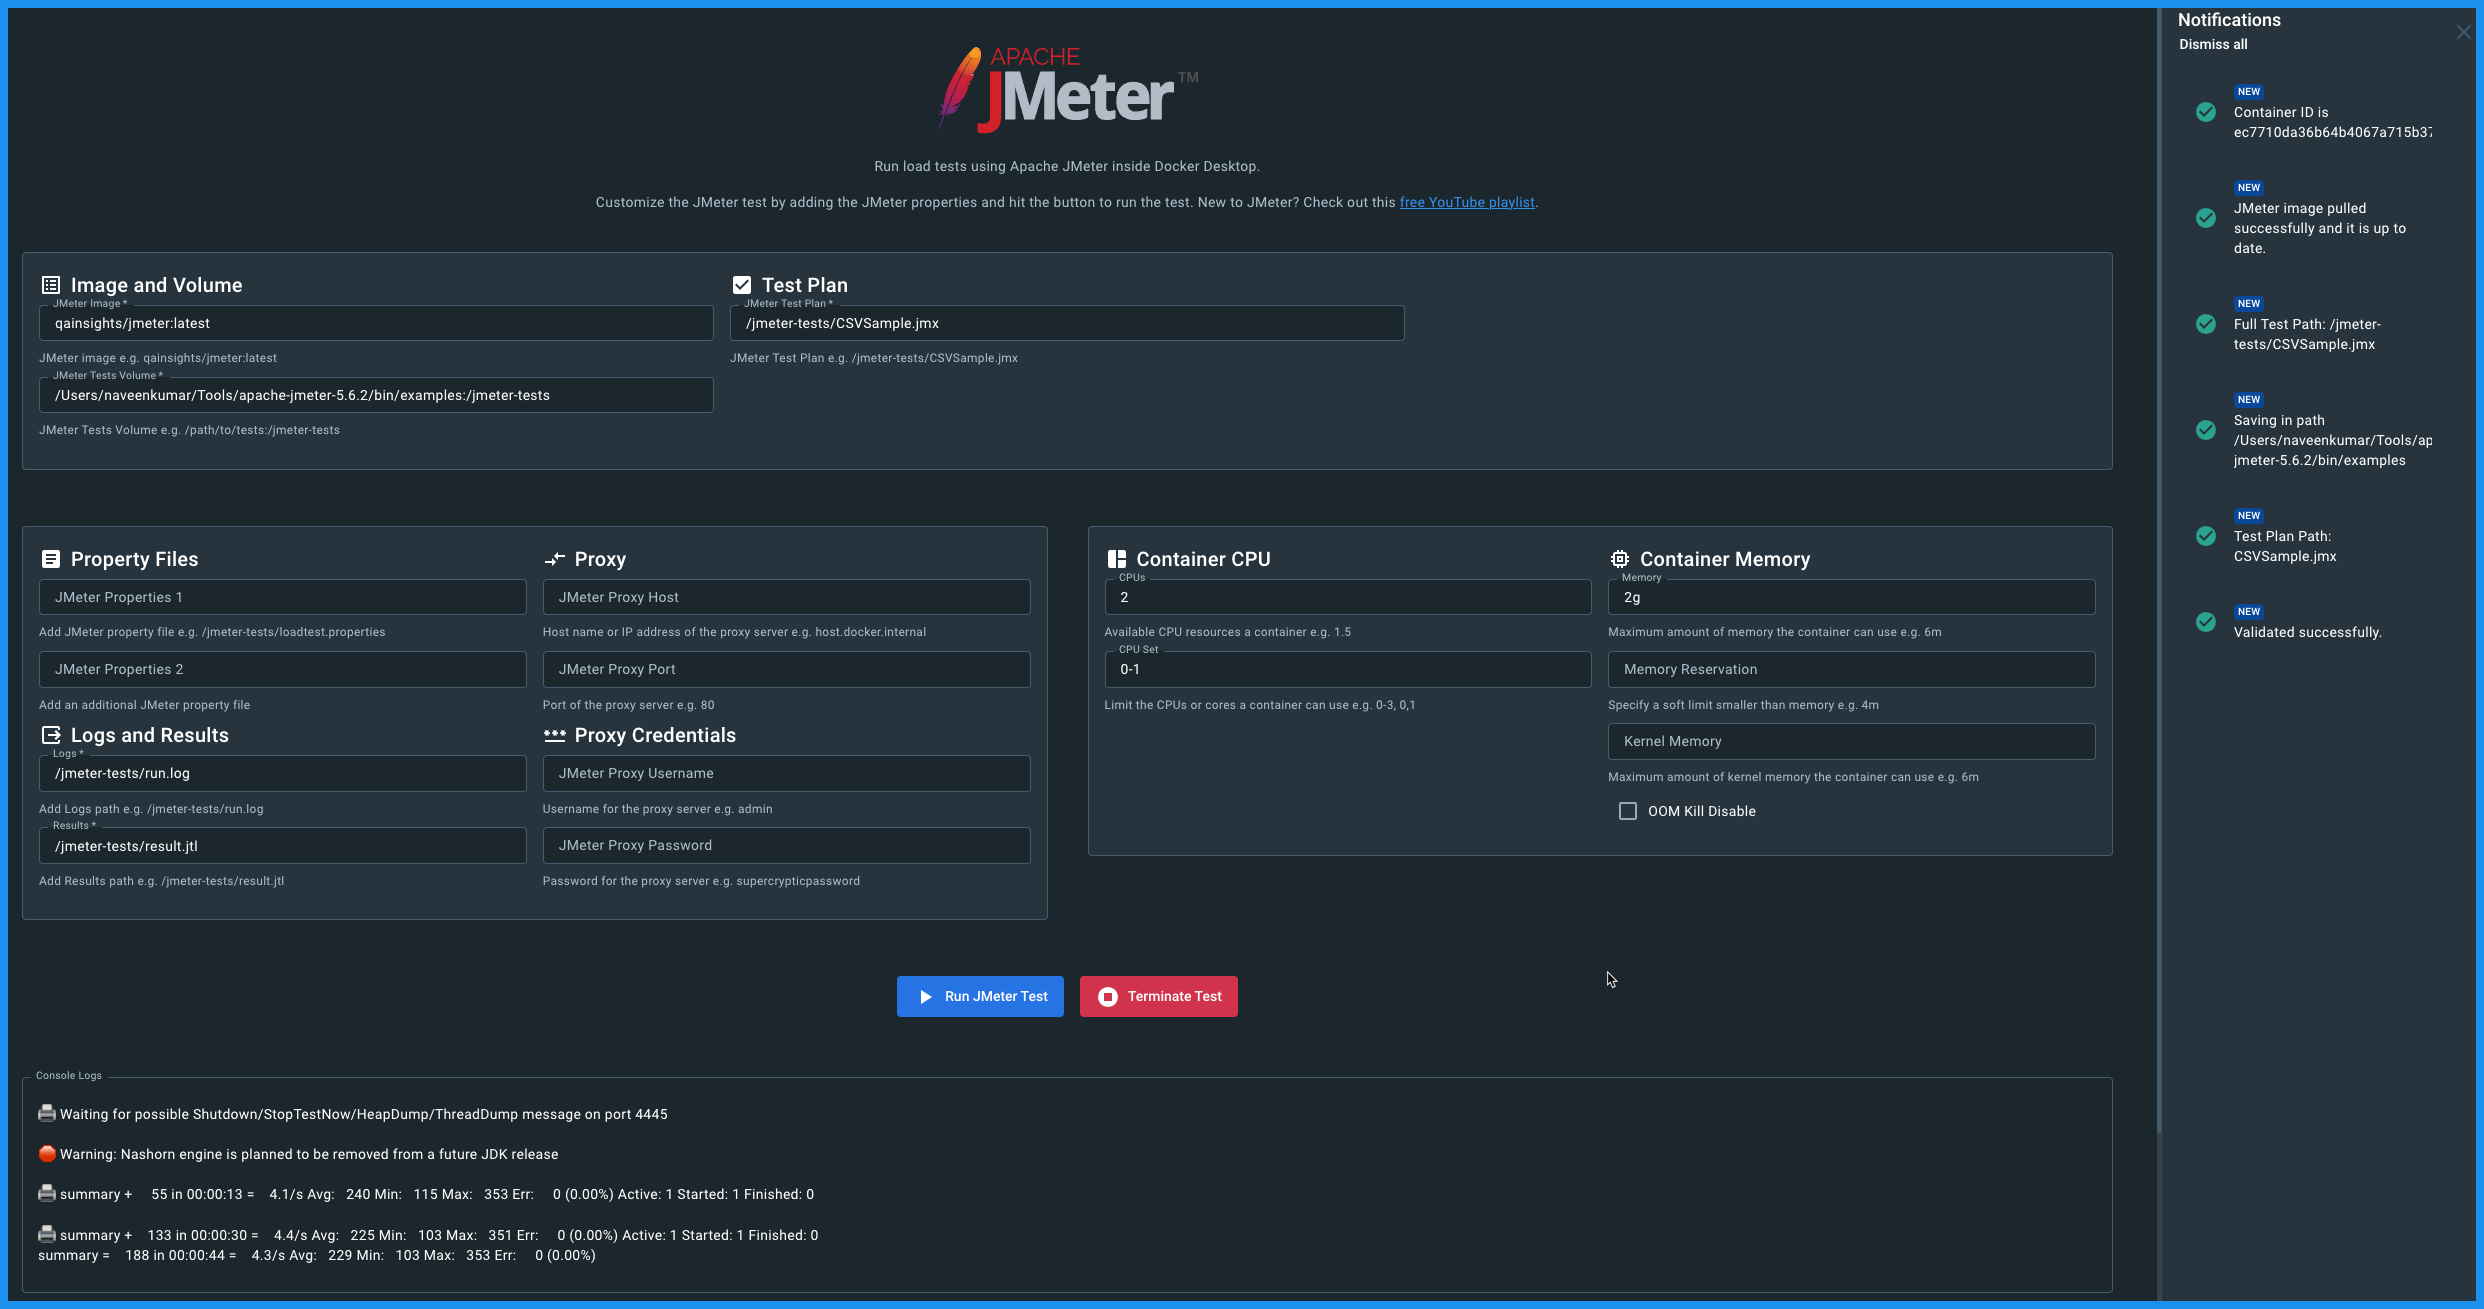 APACHE
JMeter™
Run load tests using Apache JMeter inside Docker Desktop.
Customize the JMeter test by adding the JMeter properties and hit the button to run the test. New to JMeter? Check out this free YouTube playlist.
Image and Volume
JMeter Image *
qainsights/jmeter:latest
JMeter image e.g. qainsights/jmeter:latest
JMeter Tests Volume *
/Users/naveenkumar/Tools/apache-jmeter-5.6.2/bin/examples:/jmeter-tests
JMeter Tests Volume e.g. /path/to/tests:/jmeter-tests
Test Plan
JMeter Test Plan *
/jmeter-tests/CSVSample.jmx
JMeter Test Plan e.g. /jmeter-tests/CSVSample.jmx
Property Files
JMeter Properties 1
Add JMeter property file e.g. /jmeter-tests/loadtest.properties
JMeter Properties 2
Add an additional JMeter property file
Logs and Results
Logs *
/jmeter-tests/run.log
Add Logs path e.g. /jmeter-tests/run.log
Results *
/jmeter-tests/result.jtl
Add Results path e.g. /jmeter-tests/result.jtl
Proxy
JMeter Proxy Host
Host name or IP address of the proxy server e.g. host.docker.internal
JMeter Proxy Port
Port of the proxy server e.g. 80
Proxy Credentials
JMeter Proxy Username
Username for the proxy server e.g. admin
JMeter Proxy Password
Password for the proxy server e.g. supercrypticpassword
Container CPU
CPUs
2
Available CPU resources a container e.g. 1.5
CPU Set
0-1
Limit the CPUs or cores a container can use e.g. 0-3, 0,1
Container Memory
Memory
2g
Maximum amount of memory the container can use e.g. 6m
Memory Reservation
Specify a soft limit smaller than memory e.g. 4m
Kernel Memory
Maximum amount of kernel memory the container can use e.g. 6m
OOM Kill Disable
Run JMeter Test
Terminate Test
Console Logs
Waiting for possible Shutdown/StopTestNow/HeapDump/ThreadDump message on port 4445
Warning: Nashorn engine is planned to be removed from a future JDK release
summary + 55 in 00:00:13 = 4.1/s Avg: 240 Min: 115 Max: 353 Err: 0 (0.00%) Active: 1 Started: 1 Finished: 0
summary + 133 in 00:00:30 = 4.4/s Avg: 225 Min: 103 Max: 351 Err: 0 (0.00%) Active: 1 Started: 1 Finished: 0
summary = 188 in 00:00:44 = 4.3/s Avg: 229 Min: 103 Max: 353 Err: 0 (0.00%)
Notifications
Dismiss all
NEW
Container ID is
ec7710da36b64b4067a715b37
NEW
JMeter image pulled
successfully and it is up to
date.
NEW
Full Test Path: /jmeter-
tests/CSVSample.jmx
NEW
Saving in path
/Users/naveenkumar/Tools/ap
jmeter-5.6.2/bin/examples
NEW
Test Plan Path:
CSVSample.jmx
NEW
Validated successfully.